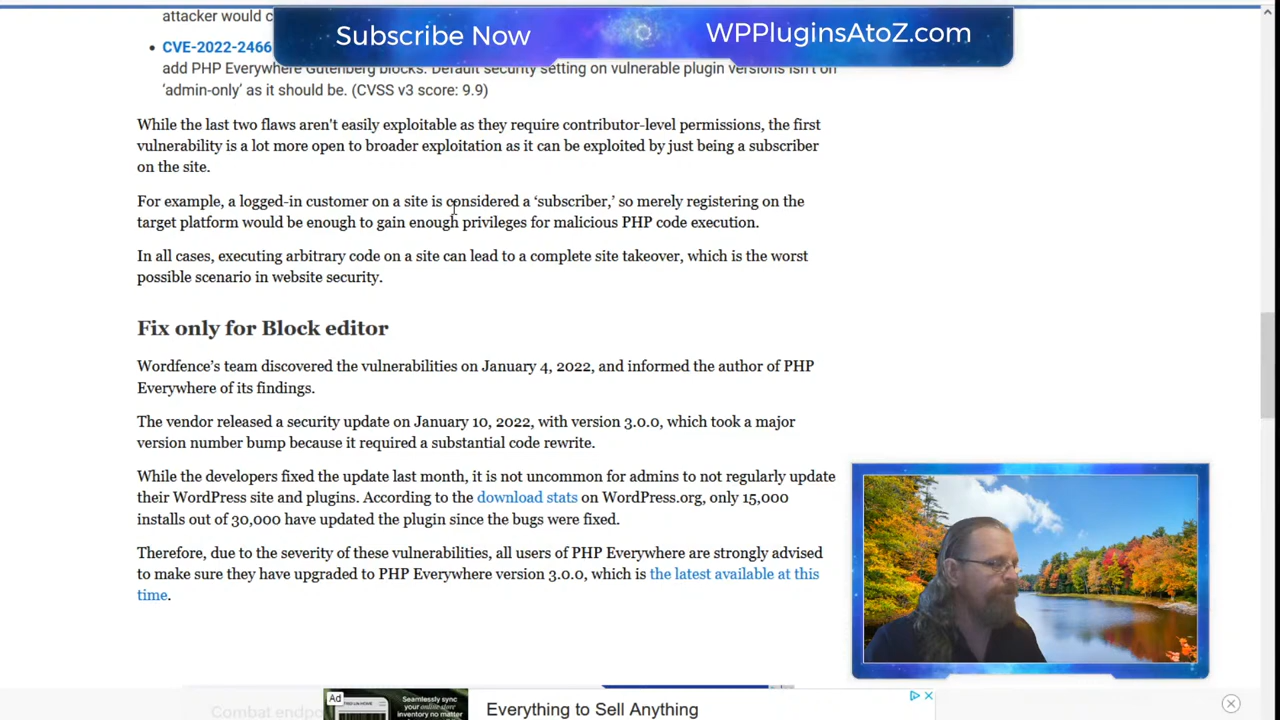 attacker would c
Subscribe Now
WPPluginsAtoZ.com
• CVE-2022-2466
add PHP Everywhere Gutenberg blocks. Default security setting on vulnerable plugin versions isn't on
'admin-only' as it should be. (CVSS v3 score: 9.9)
While the last two flaws aren't easily exploitable as they require contributor-level permissions, the first
vulnerability is a lot more open to broader exploitation as it can be exploited by just being a subscriber
on the site.
For example, a logged-in customer on a site is considered a 'subscriber,' so merely registering on the
target platform would be enough to gain enough privileges for malicious PHP code execution.
In all cases, executing arbitrary code on a site can lead to a complete site takeover, which is the worst
possible scenario in website security.
Fix only for Block editor
Wordfence's team discovered the vulnerabilities on January 4, 2022, and informed the author of PHP
Everywhere of its findings.
The vendor released a security update on January 10, 2022, with version 3.0.0, which took a major
version number bump because it required a substantial code rewrite.
While the developers fixed the update last month, it is not uncommon for admins to not regularly update
their WordPress site and plugins. According to the download stats on WordPress.org, only 15,000
installs out of 30,000 have updated the plugin since the bugs were fixed.
Therefore, due to the severity of these vulnerabilities, all users of PHP Everywhere are strongly advised
to make sure they have upgraded to PHP Everywhere version 3.0.0, which is the latest available at this
time.
Ad
Seamlessly sync
your online store
inventory no matter
Combat endpo
Everything to Sell Anything